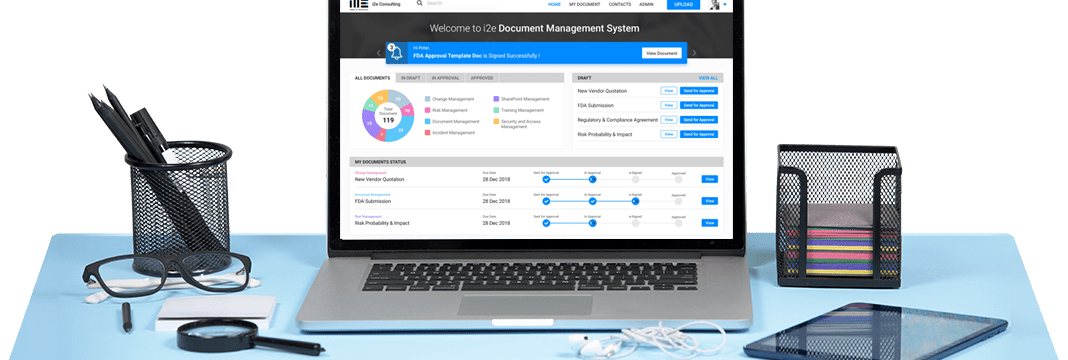 i2e Consulting
Search
HOME MY DOCUMENT CONTACTS ADMIN UPLOAD
Welcome to i2e Document Management System
3
Hi Peter,
FDA Approval Template Doc is Signed Successfully !
View Document
ALL DOCUMENTS IN DRAFT IN APPROVAL APPROVED
Total
Document
119
Change Management
Risk Management
Document Management
Incident Management
SharePoint Management
Training Management
Security and Access
Management
DRAFT VIEW ALL
New Vendor Quotation View Send for Approval
FDA Submission View Send for Approval
Regulatory & Compliance Agreement View Send for Approval
Risk Probability & Impact View Send for Approval
MY DOCUMENTS STATUS
Change Management Due Date Sent for Approval In Approval eSigned Approved
New Vendor Quotation 28 Dec 2018 View
Document Management Due Date Sent for Approval In Approval eSigned Approved
FDA Submission 28 Dec 2018 View
Risk Management Due Date Sent for Approval In Approval eSigned Approved
Risk Probability & Impact 28 Dec 2018 View